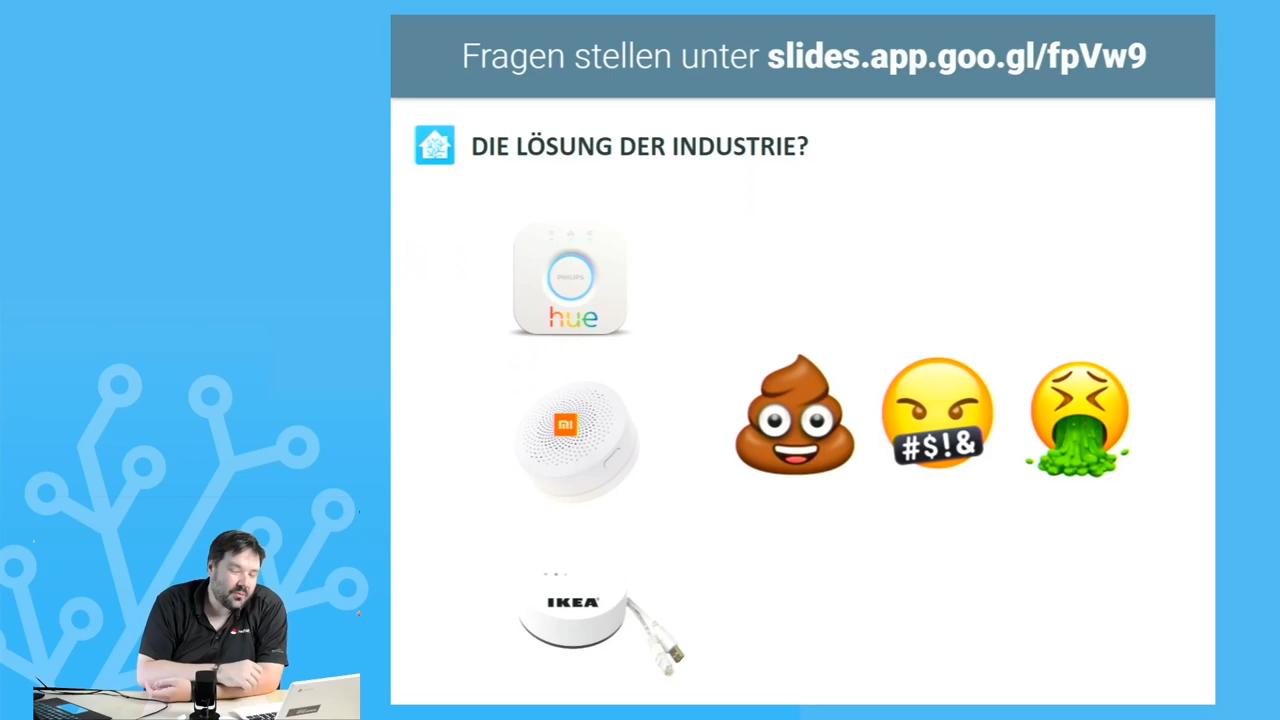 Fragen stellen unter slides.app.goo.gl/fpVw9
DIE LÖSUNG DER INDUSTRIE?
PHILIPS
hue
MI
#$!&
IKEA